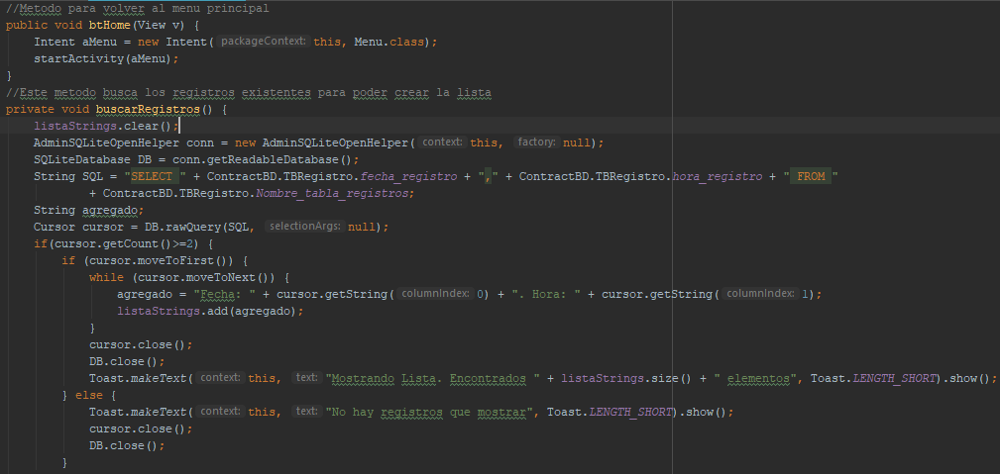 //Metodo para volver al menu principal
public void btHome(View v) {
    Intent aMenu = new Intent( packageContext: this, Menu.class);
    startActivity(aMenu);
}
//Este metodo busca los registros existentes para poder crear la lista
private void buscarRegistros() {
    listaStrings.clear();
    AdminSQLiteOpenHelper conn = new AdminSQLiteOpenHelper( context: this, factory: null);
    SQLiteDatabase DB = conn.getReadableDatabase();
    String SQL = "SELECT " + ContractBD.TBRegistro.fecha_registro + "," + ContractBD.TBRegistro.hora_registro + " FROM "
            + ContractBD.TBRegistro.Nombre_tabla_registros;
    String agregado;
    Cursor cursor = DB.rawQuery(SQL, selectionArgs: null);
    if(cursor.getCount()>=2) {
        if (cursor.moveToFirst()) {
            while (cursor.moveToNext()) {
                agregado = "Fecha: " + cursor.getString( columnIndex: 0) + ". Hora: " + cursor.getString( columnIndex: 1);
                listaStrings.add(agregado);
            }
            cursor.close();
            DB.close();
            Toast.makeText( context: this, text: "Mostrando Lista. Encontrados " + listaStrings.size() + " elementos", Toast.LENGTH_SHORT).show();
        } else {
            Toast.makeText( context: this, text: "No hay registros que mostrar", Toast.LENGTH_SHORT).show();
            cursor.close();
            DB.close();
        }